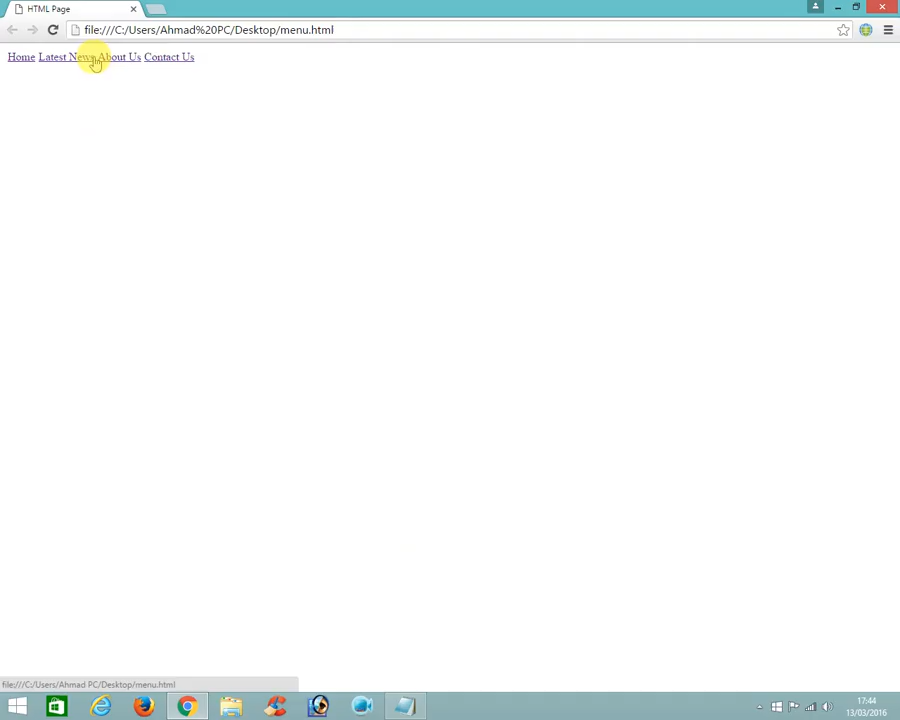 HTML Page
file:///C:/Users/Ahmad%20PC/Desktop/menu.html
Home Latest News About Us Contact Us
file:///C:/Users/Ahmad PC/Desktop/menu.html
17:44
13/03/2016